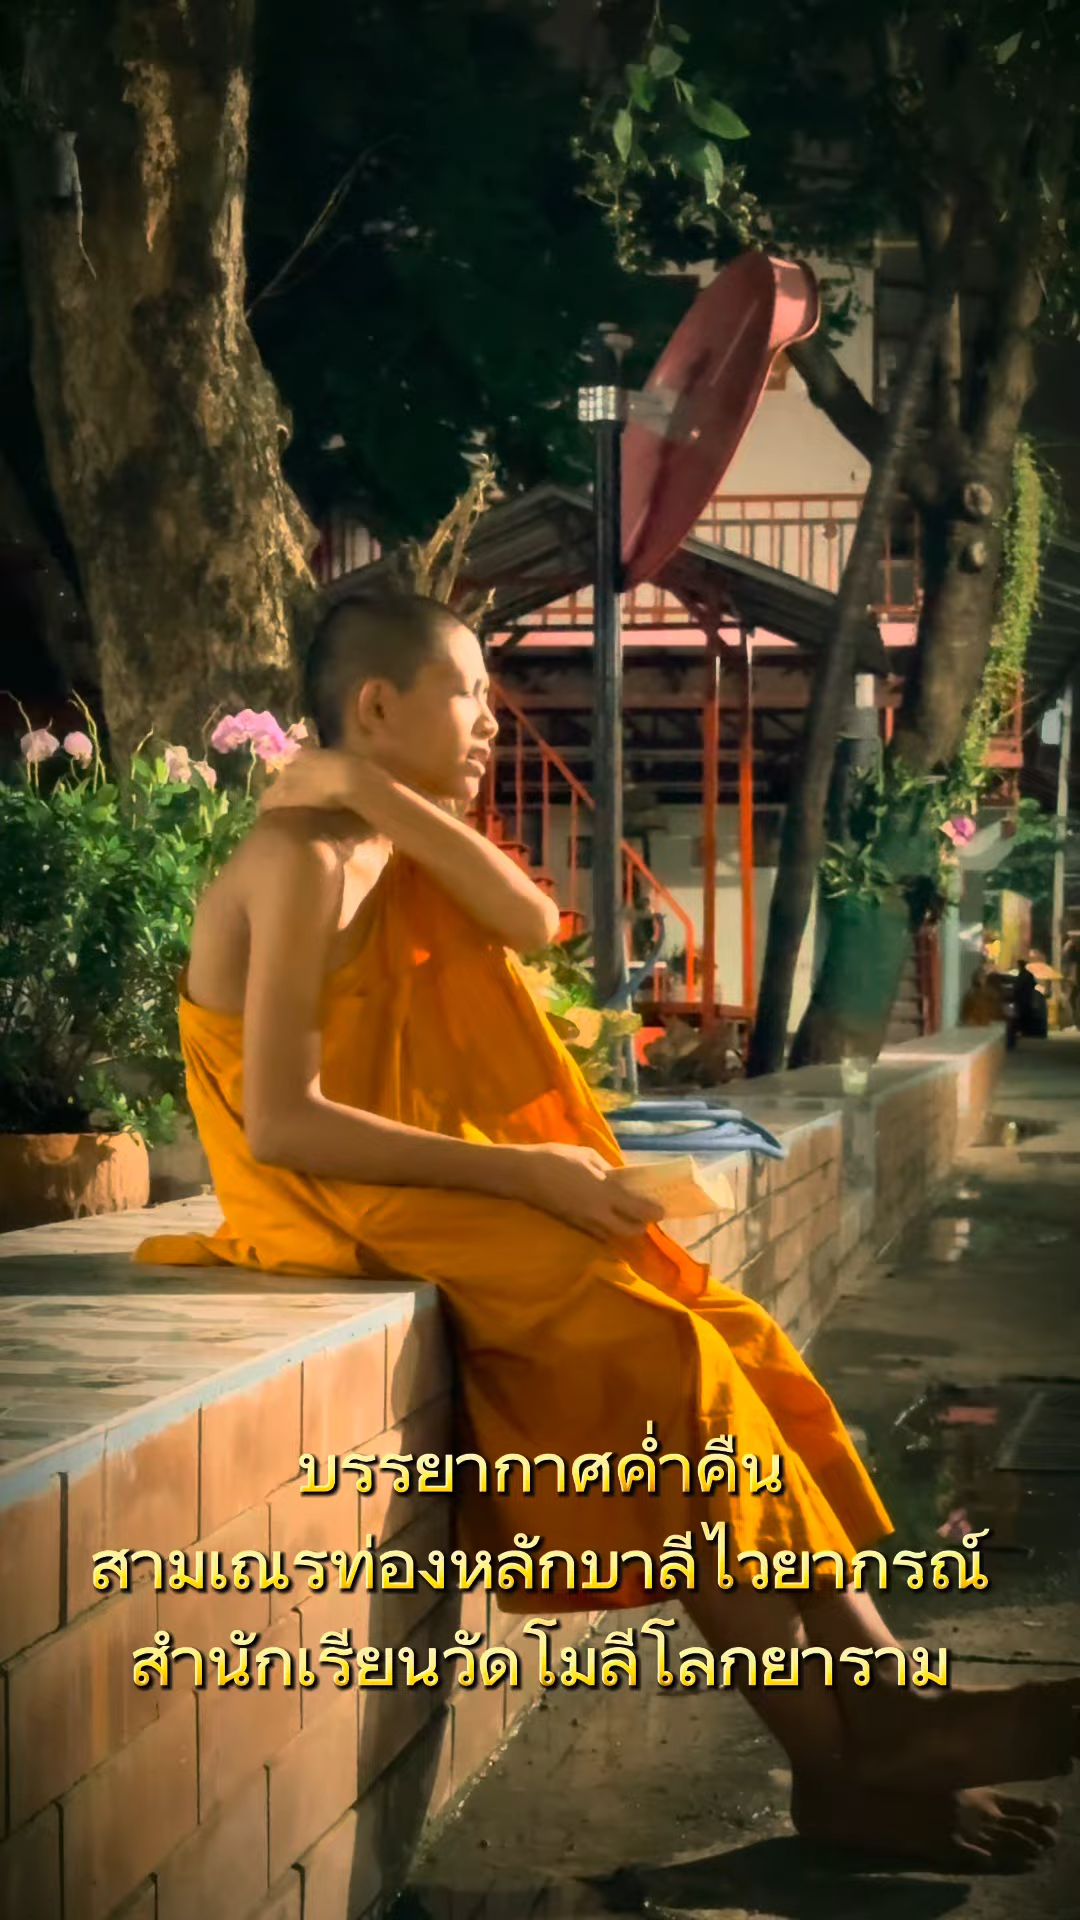 บรรยากาศค่ำคืน
สามเณรท่องหลักบาลีไวยากรณ์
สำนักเรียนวัดโมลีโลกยาราม